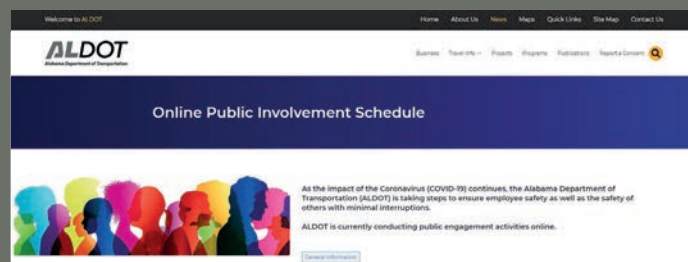 Welcome to ALDOT
Home About Us News Maps Quick Links Site Map Contact Us
ALDOT
Alabama Department of Transportation
Business Travel Info Projects Programs Publications Report a Concern
Online Public Involvement Schedule
As the impact of the Coronavirus (COVID-19) continues, the Alabama Department of
Transportation (ALDOT) is taking steps to ensure employee safety as well as the safety of
others with minimal interruptions.
ALDOT is currently conducting public engagement activities online.
General Information